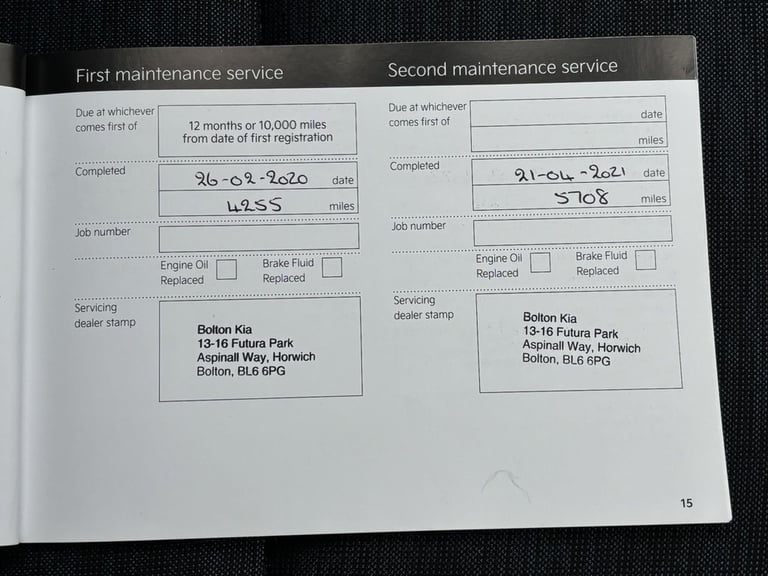 First maintenance service
Due at whichever
comes first of
12 months or 10,000 miles
from date of first registration
Completed
26-02-2020 date
4255 miles
Job number
Engine Oil
Replaced
Brake Fluid
Replaced
Servicing
dealer stamp
Bolton Kia
13-16 Futura Park
Aspinall Way, Horwich
Bolton, BL6 6PG
Second maintenance service
Due at whichever
comes first of
date
miles
Completed
21-04-2021 date
5708 miles
Job number
Engine Oil
Replaced
Brake Fluid
Replaced
Servicing
dealer stamp
Bolton Kia
13-16 Futura Park
Aspinall Way, Horwich
Bolton, BL6 6PG
15